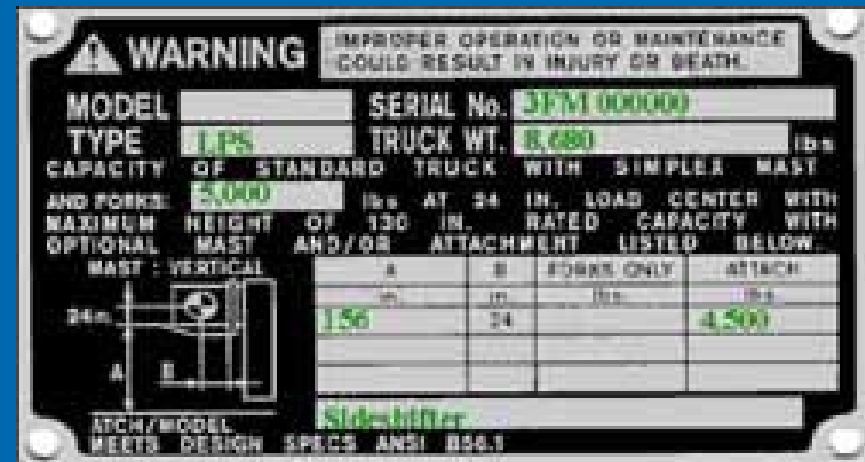 WARNING
IMPROPER OPERATION OR MAINTENANCE
COULD RESULT IN INJURY OR DEATH.
MODEL
SERIAL No. 3FM 000000
TYPE LPS
TRUCK WT. 8,680 lbs
CAPACITY OF STANDARD TRUCK WITH SIMPLEX MAST
AND FORKS: 5,000 lbs AT 24 IN. LOAD CENTER WITH
MAXIMUM HEIGHT OF 130 IN. RATED CAPACITY WITH
OPTIONAL MAST AND/OR ATTACHMENT LISTED BELOW.
MAST : VERTICAL
A B FORKS ONLY ATTACH
in. in. lbs. lbs.
24in.
156 24 4,500
A B
ATCH/MODEL Sideshifter
MEETS DESIGN SPECS ANSI B56.1